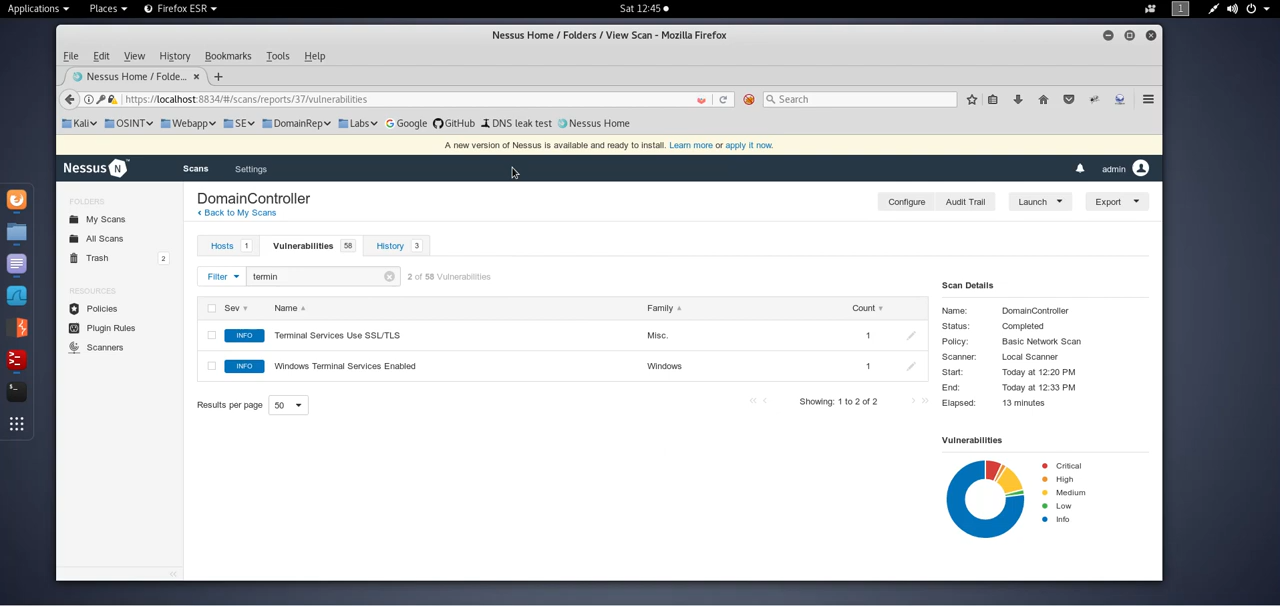 Applications Places Firefox ESR Sat 12:45 1
Nessus Home / Folders / View Scan - Mozilla Firefox
File Edit View History Bookmarks Tools Help
Nessus Home / Folde... × +
https://localhost:8834/#/scans/reports/37/vulnerabilities Search
Kali OSINT Webapp SE DomainRep Labs Google GitHub DNS leak test Nessus Home
A new version of Nessus is available and ready to install. Learn more or apply it now.
Nessus N Scans Settings admin
FOLDERS
My Scans
All Scans
Trash 2
RESOURCES
Policies
Plugin Rules
Scanners
DomainController
‹ Back to My Scans
Configure Audit Trail Launch Export
Hosts 1 Vulnerabilities 58 History 3
Filter termin 2 of 58 Vulnerabilities
Sev Name Family Count
INFO Terminal Services Use SSL/TLS Misc. 1
INFO Windows Terminal Services Enabled Windows 1
Results per page 50 « ‹ Showing: 1 to 2 of 2 › »
Scan Details
Name: DomainController
Status: Completed
Policy: Basic Network Scan
Scanner: Local Scanner
Start: Today at 12:20 PM
End: Today at 12:33 PM
Elapsed: 13 minutes
Vulnerabilities
Critical
High
Medium
Low
Info